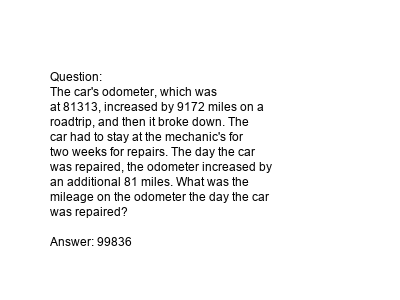 Question:
The car's odometer, which was
at 81313, increased by 9172 miles on a
roadtrip, and then it broke down. The
car had to stay at the mechanic's for
two weeks for repairs. The day the car
was repaired, the odometer increased by
an additional 81 miles. What was the
mileage on the odometer the day the car
was repaired?

Answer: 99836